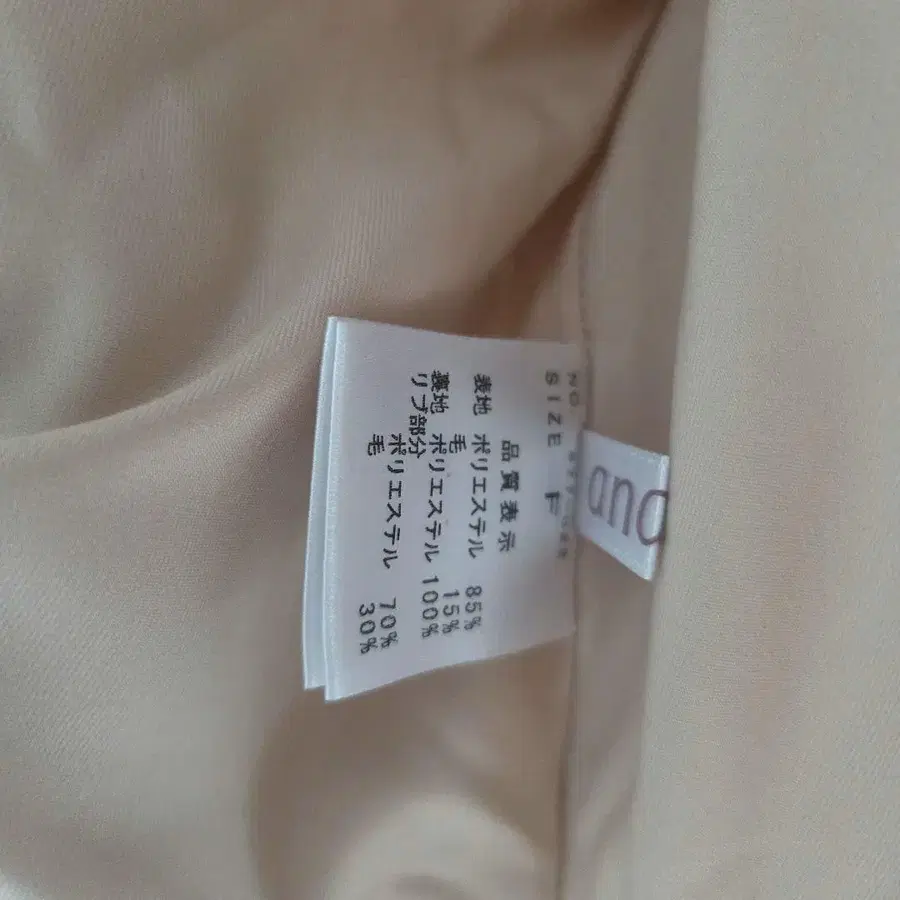 SIZE F
品質表示
表地 ポリエステル 85%
毛 15%
裏地 ポリエステル 100%
リブ部分
ポリエステル 70%
毛 30%
and